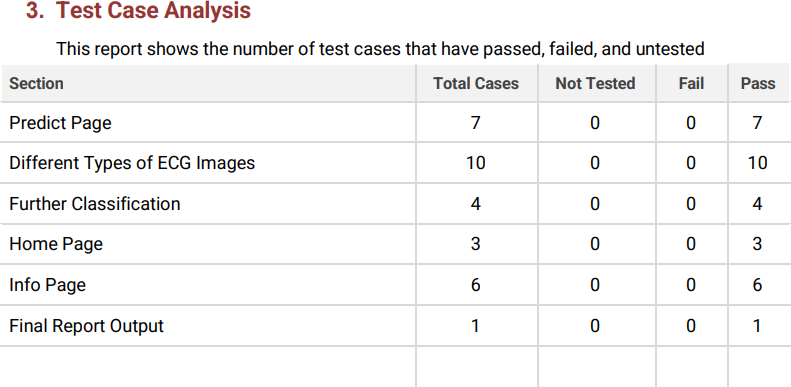 3. Test Case Analysis
This report shows the number of test cases that have passed, failed, and untested
Section Total Cases Not Tested Fail Pass
Predict Page 7 0 0 7
Different Types of ECG Images 10 0 0 10
Further Classification 4 0 0 4
Home Page 3 0 0 3
Info Page 6 0 0 6
Final Report Output 1 0 0 1